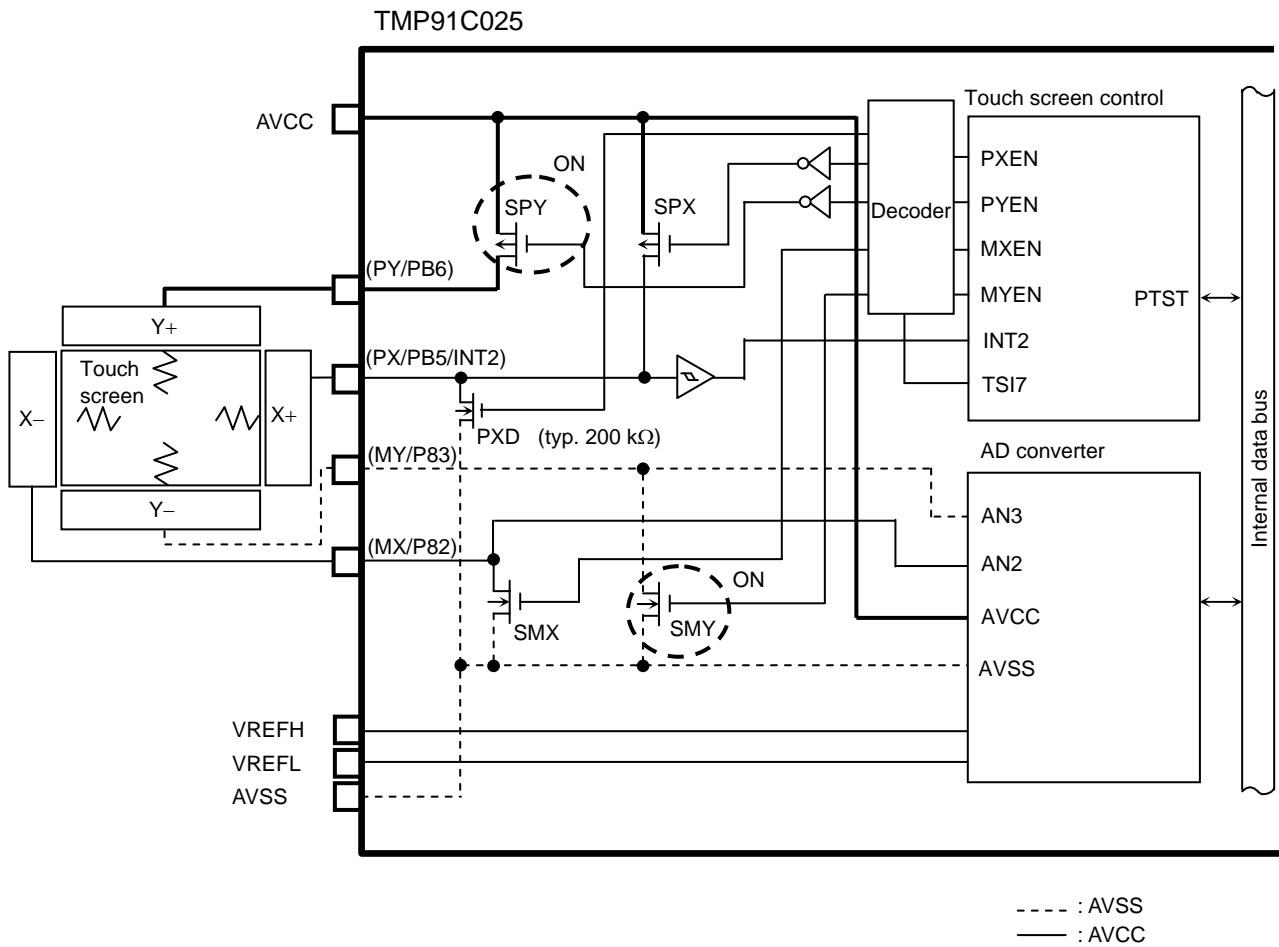 TMP91C025
AVCC
ON
SPY
SPX
Touch screen control
PXEN
PYEN
MXEN
MYEN
INT2
TSI7
PTST
Decoder
(PY/PB6)
Y+
(PX/PB5/INT2)
Touch
screen
X−
X+
Y−
PXD (typ. 200 kΩ)
(MY/P83)
(MX/P82)
SMX
ON
SMY
AD converter
AN3
AN2
AVCC
AVSS
Internal data bus
VREFH
VREFL
AVSS
: AVSS
: AVCC